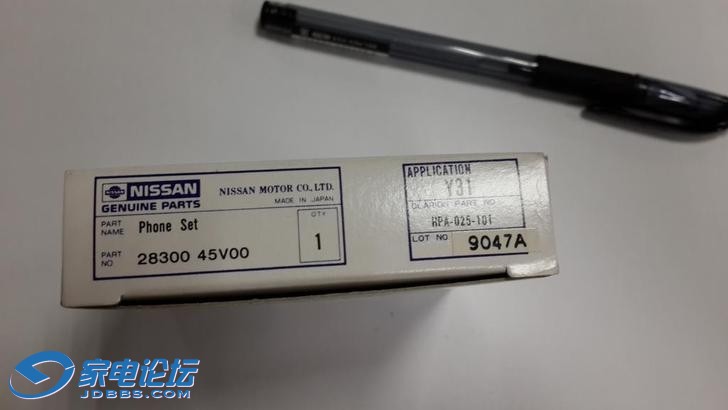 NISSAN
GENUINE PARTS
NISSAN MOTOR CO., LTD.
MADE IN JAPAN
PART NAME
Phone Set
PART NO
28300 45V00
QTY
1
APPLICATION
Y31
CLARION PART NO
HPA-025-101
LOT NO
9047A
家电论坛
JDBBS.COM